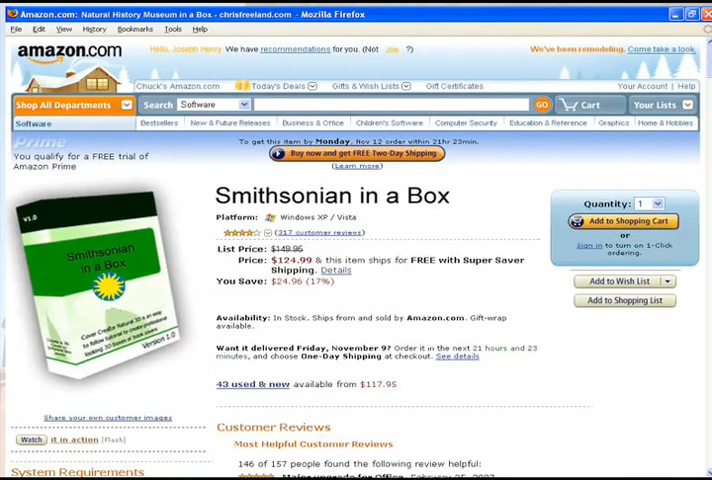 Amazon.com: Natural History Museum in a Box - chrisfreeland.com - Mozilla Firefox
File Edit View History Bookmarks Tools Help
amazon.com Hello, Joseph Henry We have recommendations for you. (Not Joe ?) We've been remodeling. Come take a look.
Chuck's Amazon.com Today's Deals Gifts & Wish Lists Gift Certificates Your Account | Help
Shop All Departments Search Software GO Cart Your Lists
Software Bestsellers New & Future Releases Business & Office Children's Software Computer Security Education & Reference Graphics Home & Hobbies
Prime
You qualify for a FREE trial of
Amazon Prime
To get this item by Monday, Nov 12 order within 21hr 23min.
Buy now and get FREE Two-Day Shipping
(Learn more)
V1.0
Smithsonian
in a Box
Version 1.0
Smithsonian in a Box
Platform: Windows XP / Vista
(317 customer reviews)
List Price: $149.95
Price: $124.99 & this item ships for FREE with Super Saver
Shipping. Details
You Save: $24.96 (17%)
Availability: In Stock. Ships from and sold by Amazon.com. Gift-wrap
available.
Want it delivered Friday, November 9? Order it in the next 21 hours and 23
minutes, and choose One-Day Shipping at checkout. See details
43 used & new available from $117.95
Quantity: 1
Add to Shopping Cart
or
Sign in to turn on 1-Click
ordering.
Add to Wish List
Add to Shopping List
Share your own customer images
Watch it in action [Flash]
System Requirements
Customer Reviews
Most Helpful Customer Reviews
146 of 157 people found the following review helpful:
Major upgrade for Office, February 25, 2007